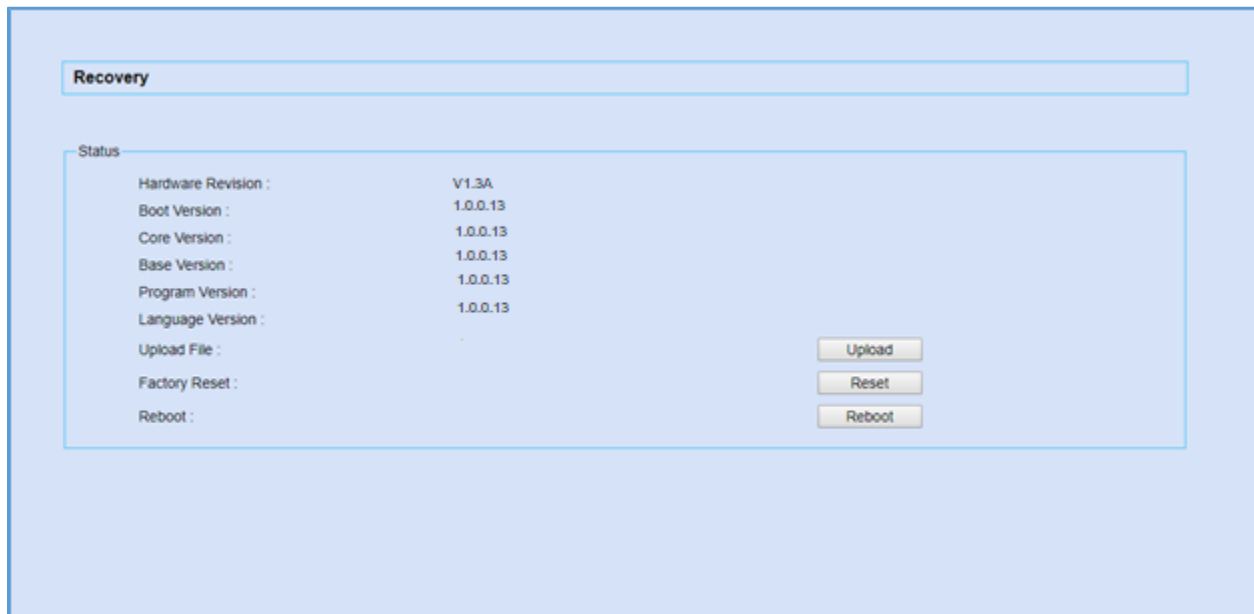 Recovery
Status
Hardware Revision : V1.3A
Boot Version : 1.0.0.13
Core Version : 1.0.0.13
Base Version : 1.0.0.13
Program Version : 1.0.0.13
Language Version : 1.0.0.13
Upload File : Upload
Factory Reset : Reset
Reboot : Reboot